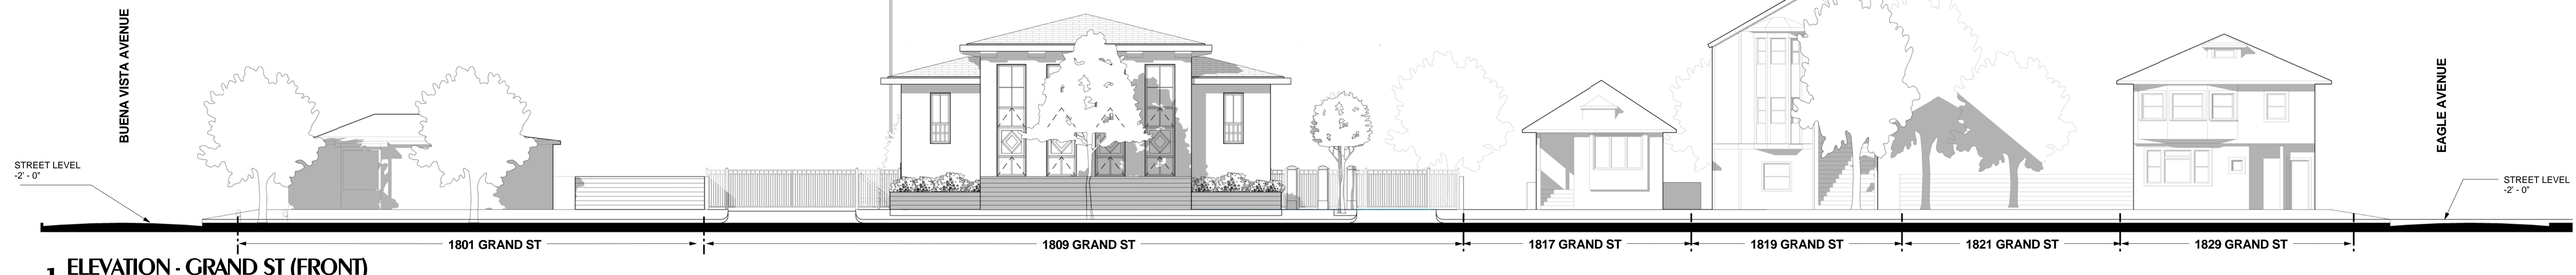 BUENA VISTA AVENUE
EAGLE AVENUE
STREET LEVEL
-2' - 0"
STREET LEVEL
-2' - 0"
1801 GRAND ST
1809 GRAND ST
1817 GRAND ST
1819 GRAND ST
1821 GRAND ST
1829 GRAND ST
1 ELEVATION - GRAND ST (FRONT)